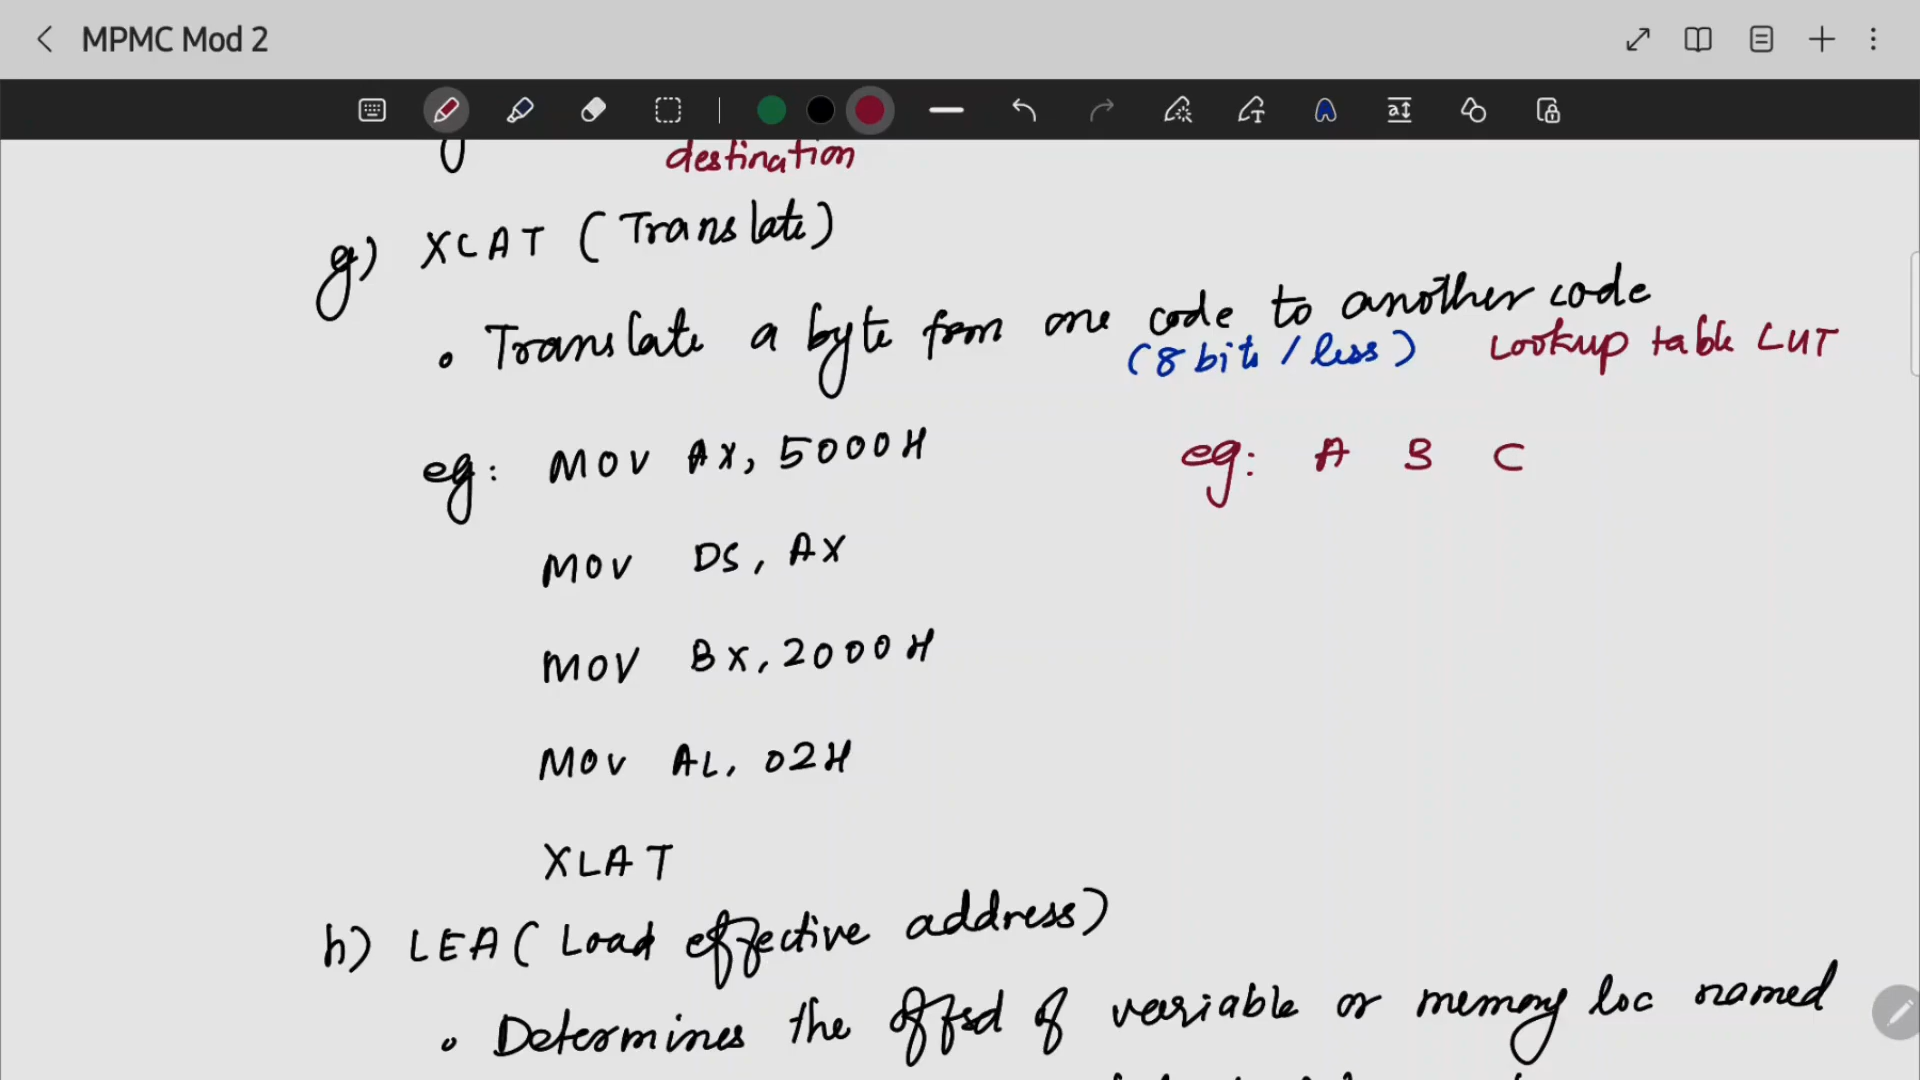 MPMC Mod 2
destination
g) XCAT (Translate)
• Translate a byte from one code to another code
(8 bits / less) Lookup table LUT
eg: MOV AX, 5000H eg: A B C
MOV DS, AX
MOV BX, 2000H
MOV AL, 02H
XLAT
h) LEA (Load effective address)
• Determines the offset of variable or memory loc named